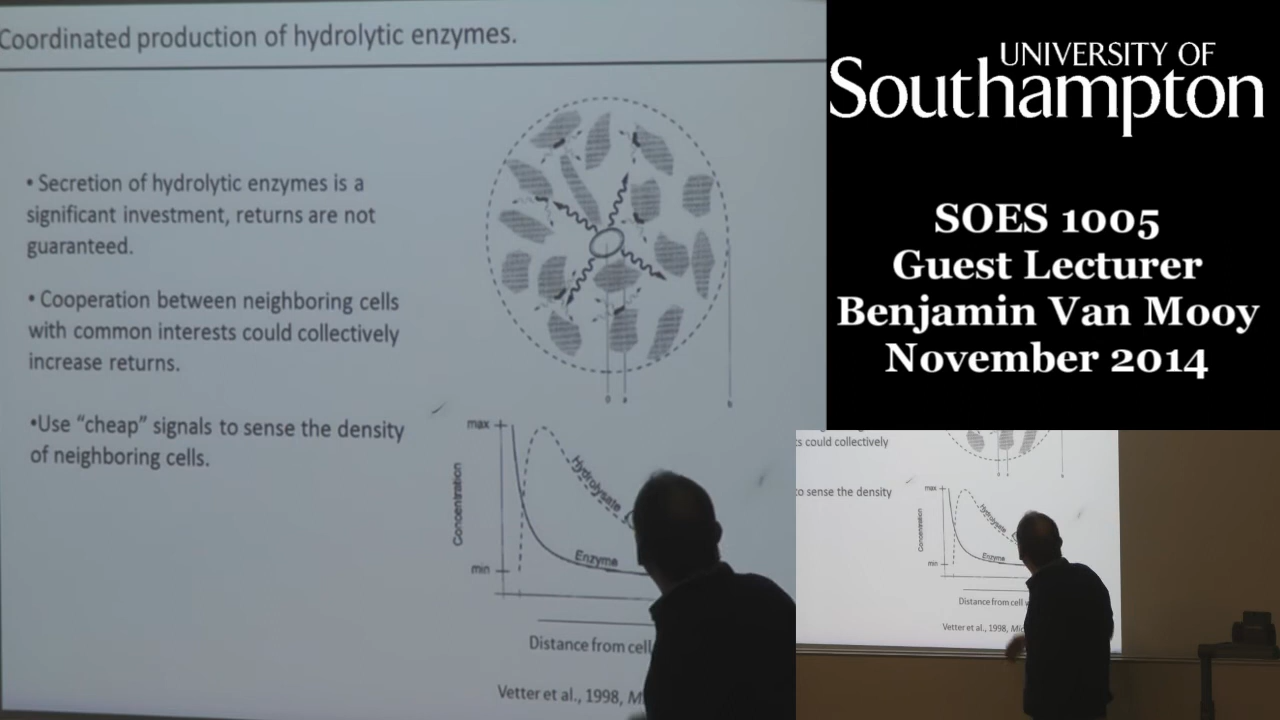 Coordinated production of hydrolytic enzymes.
• Secretion of hydrolytic enzymes is a
significant investment, returns are not
guaranteed.
• Cooperation between neighboring cells
with common interests could collectively
increase returns.
•Use “cheap” signals to sense the density
of neighboring cells.
max
Concentration
min
Hydrolysate
Enzyme
Distance from cell
Vetter et al., 1998, M
UNIVERSITY OF
Southampton
SOES 1005
Guest Lecturer
Benjamin Van Mooy
November 2014
s could collectively
to sense the density
max
Concentration
min
Hydrolysate
Enzyme
Distance from cell
Vetter et al., 1998, Mic